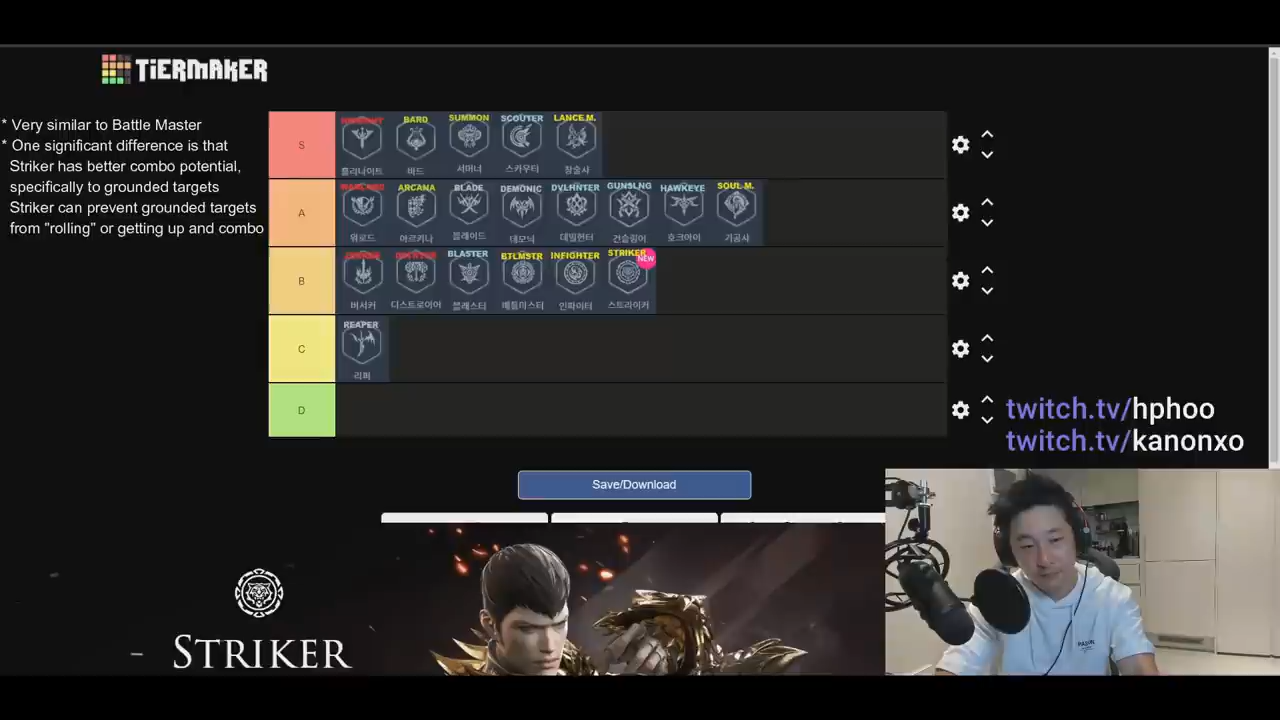 TiERMAKER
* Very similar to Battle Master
* One significant difference is that
Striker has better combo potential,
specifically to grounded targets
Striker can prevent grounded targets
from "rolling" or getting up and combo
S
BARD
SUMMON
SCOUTER
LANCE M.
홀리나이트
바드
서머너
스카우터
창술사
A
WARLORD
ARCANA
BLADE
DEMONIC
DVLHNTER
GUNSLNG
HAWKEYE
SOUL M.
워로드
아르카나
블레이드
데모닉
데빌헌터
건슬링어
호크아이
기공사
B
BLASTER
BTLMSTR
INFIGHTER
STRIKER
NEW
버서커
디스트로이어
블래스터
배틀마스터
인파이터
스트라이커
C
REAPER
리퍼
D
twitch.tv/hphoo
twitch.tv/kanonxo
Save/Download
STRIKER